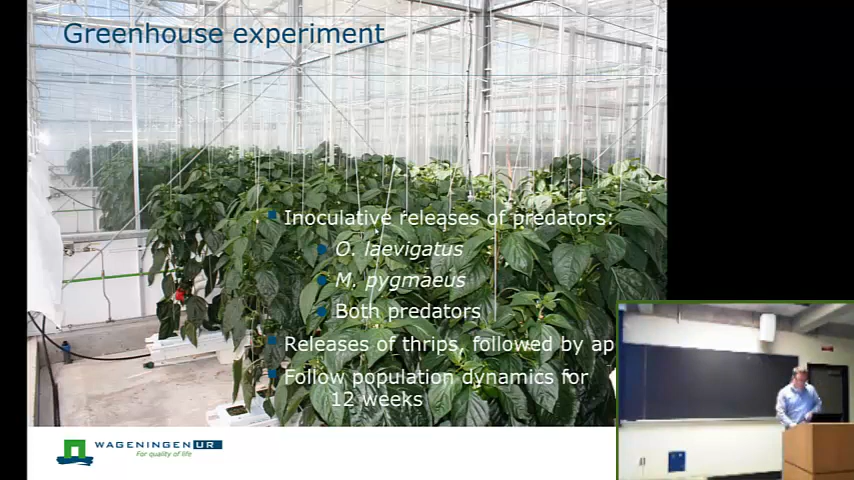 Greenhouse experiment
Inoculative releases of predators:
O. laevigatus
M. pygmaeus
Both predators
Releases of thrips, followed by ap
Follow population dynamics for
12 weeks
WAGENINGEN UR
For quality of life